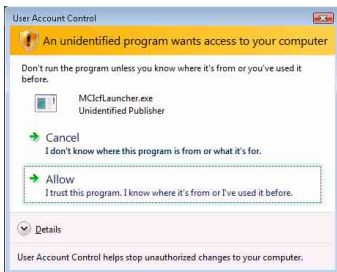 User Account Control
An unidentified program wants access to your computer
Don't run the program unless you know where it's from or you've used it
before.
MCIcfLauncher.exe
Unidentified Publisher
Cancel
I don't know where this program is from or what it's for.
Allow
I trust this program. I know where it's from or I've used it before.
Details
User Account Control helps stop unauthorized changes to your computer.